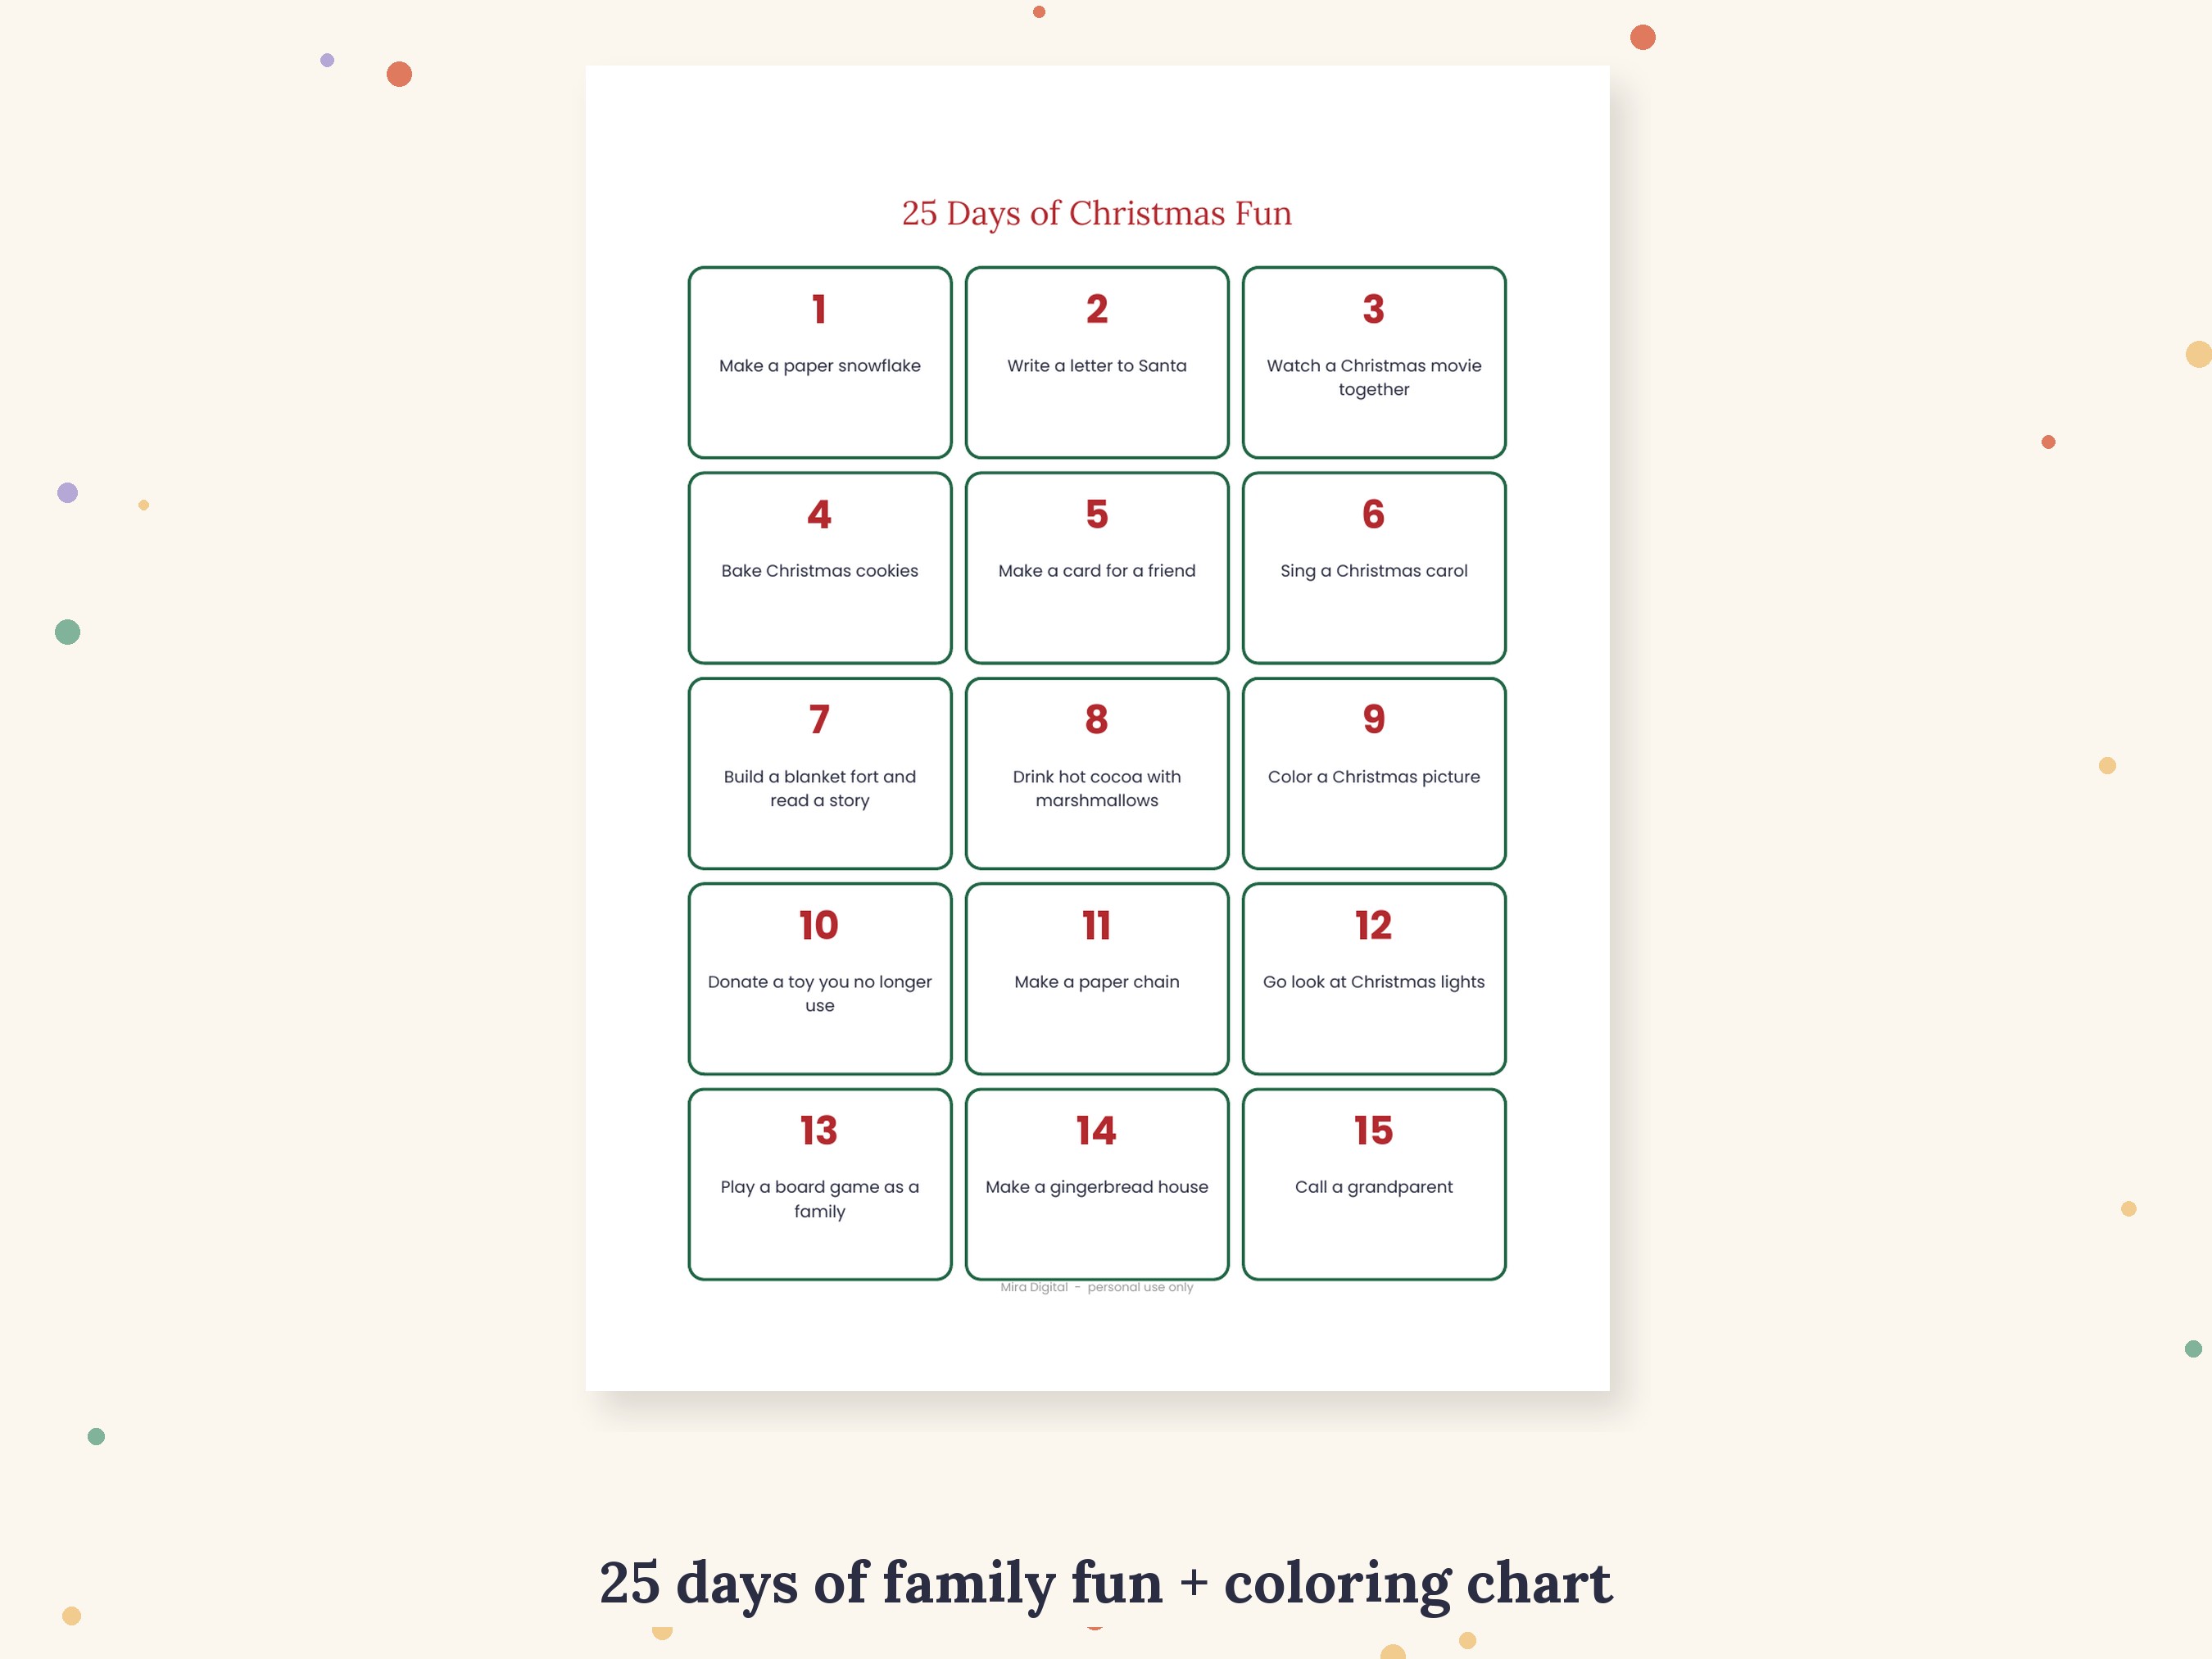 25 Days of Christmas Fun
1
Make a paper snowflake
2
Write a letter to Santa
3
Watch a Christmas movie
together
4
Bake Christmas cookies
5
Make a card for a friend
6
Sing a Christmas carol
7
Build a blanket fort and
read a story
8
Drink hot cocoa with
marshmallows
9
Color a Christmas picture
10
Donate a toy you no longer
use
11
Make a paper chain
12
Go look at Christmas lights
13
Play a board game as a
family
14
Make a gingerbread house
15
Call a grandparent
Mira Digital - personal use only
25 days of family fun + coloring chart